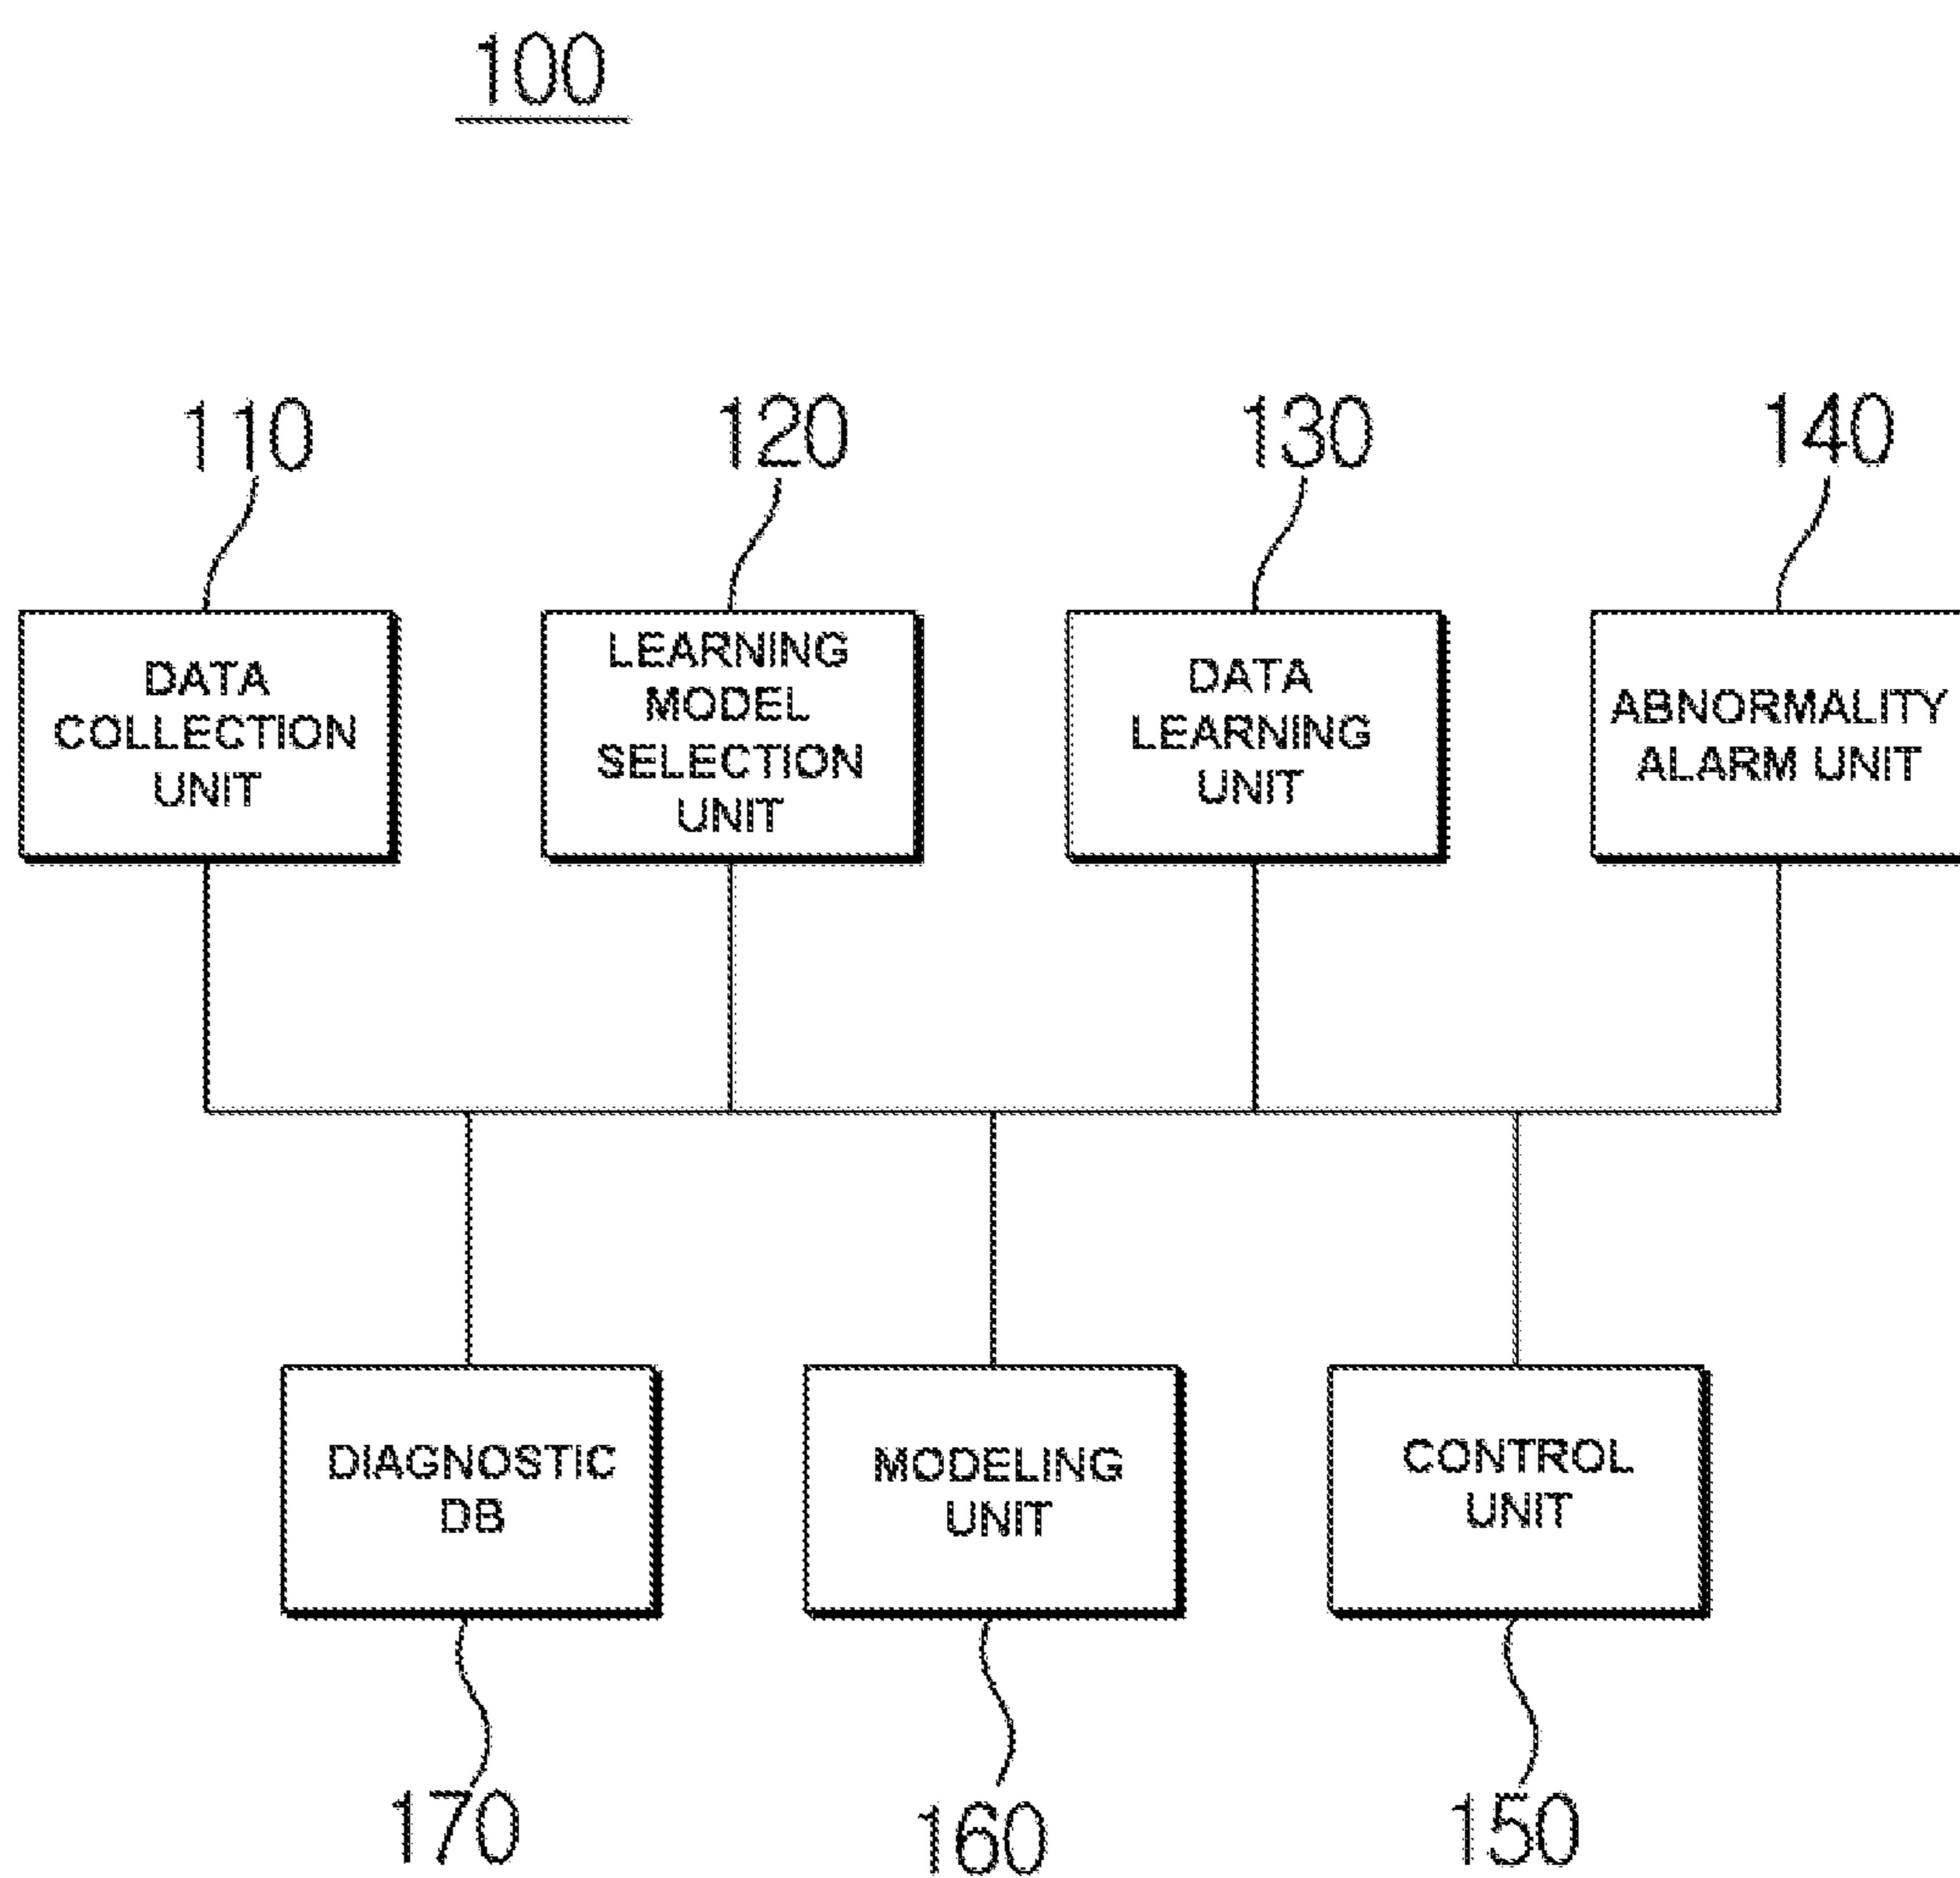 100
110
120
130
140
DATA
COLLECTION
UNIT
LEARNING
MODEL
SELECTION
UNIT
DATA
LEARNING
UNIT
ABNORMALITY
ALARM UNIT
DIAGNOSTIC
DB
MODELING
UNIT
CONTROL
UNIT
170
160
150